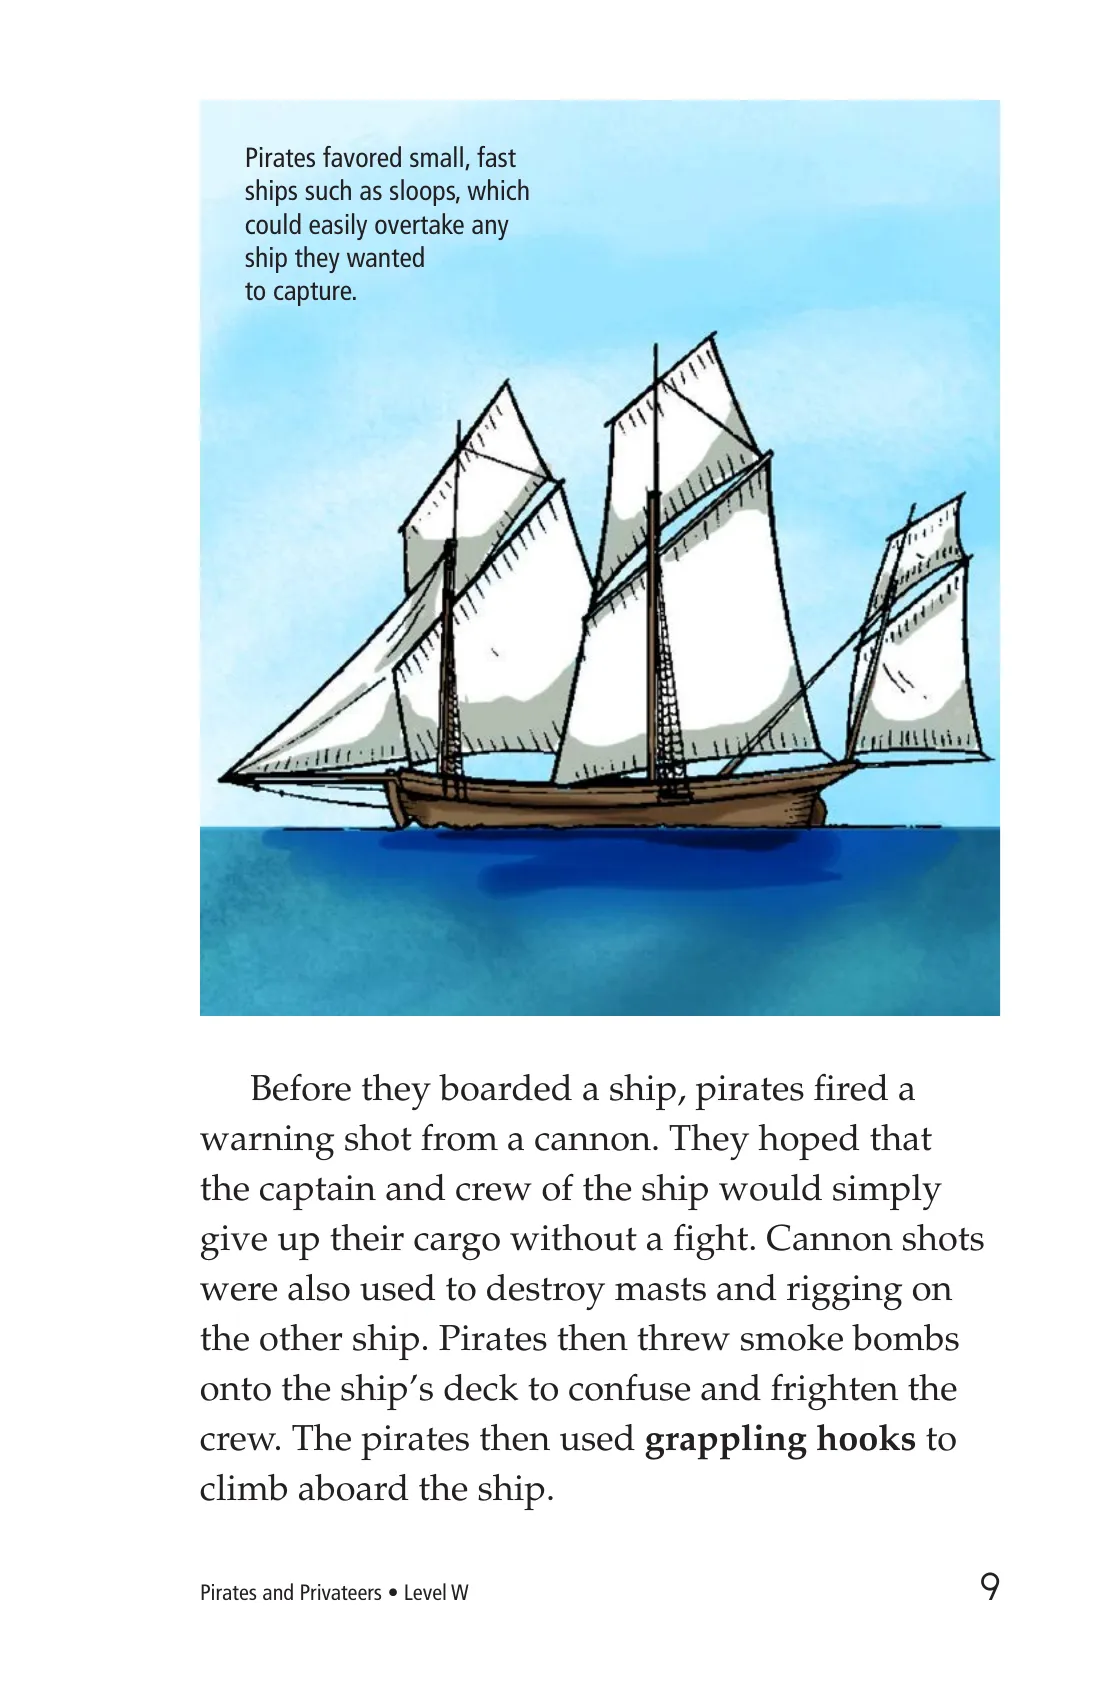 Pirates favored small, fast
ships such as sloops, which
could easily overtake any
ship they wanted
to capture.
Before they boarded a ship, pirates fired a
warning shot from a cannon. They hoped that
the captain and crew of the ship would simply
give up their cargo without a fight. Cannon shots
were also used to destroy masts and rigging on
the other ship. Pirates then threw smoke bombs
onto the ship’s deck to confuse and frighten the
crew. The pirates then used grappling hooks to
climb aboard the ship.
Pirates and Privateers • Level W
9